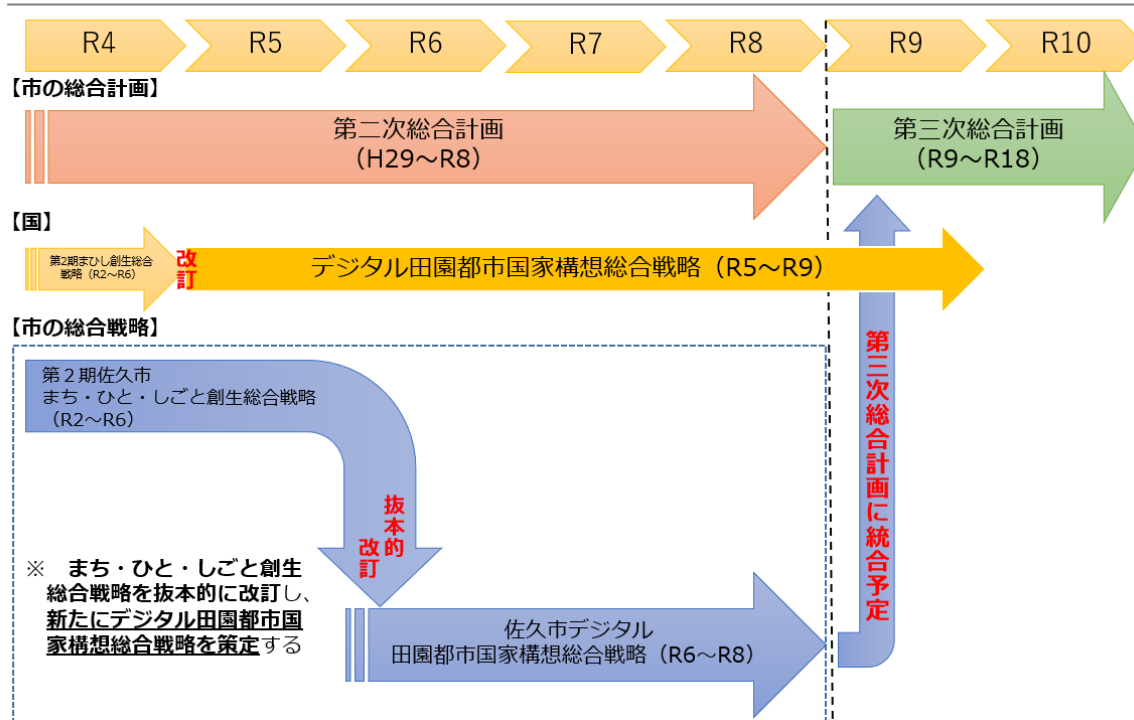 R4
R5
R6
R7
R8
R9
R10
【市の総合計画】
第二次総合計画
（H29～R8）
第三次総合計画
（R9～R18）
【国】
第2期まひし創生総合
戦略（R2～R6）
改訂
デジタル田園都市国家構想総合戦略（R5～R9）
【市の総合戦略】
第２期佐久市
まち・ひと・しごと創生総合戦略
（R2～R6）
抜本的
改訂
第三次総合計画に統合予定
※　まち・ひと・しごと創生
総合戦略を抜本的に改訂し、
新たにデジタル田園都市国
家構想総合戦略を策定する
佐久市デジタル
田園都市国家構想総合戦略（R6～R8）